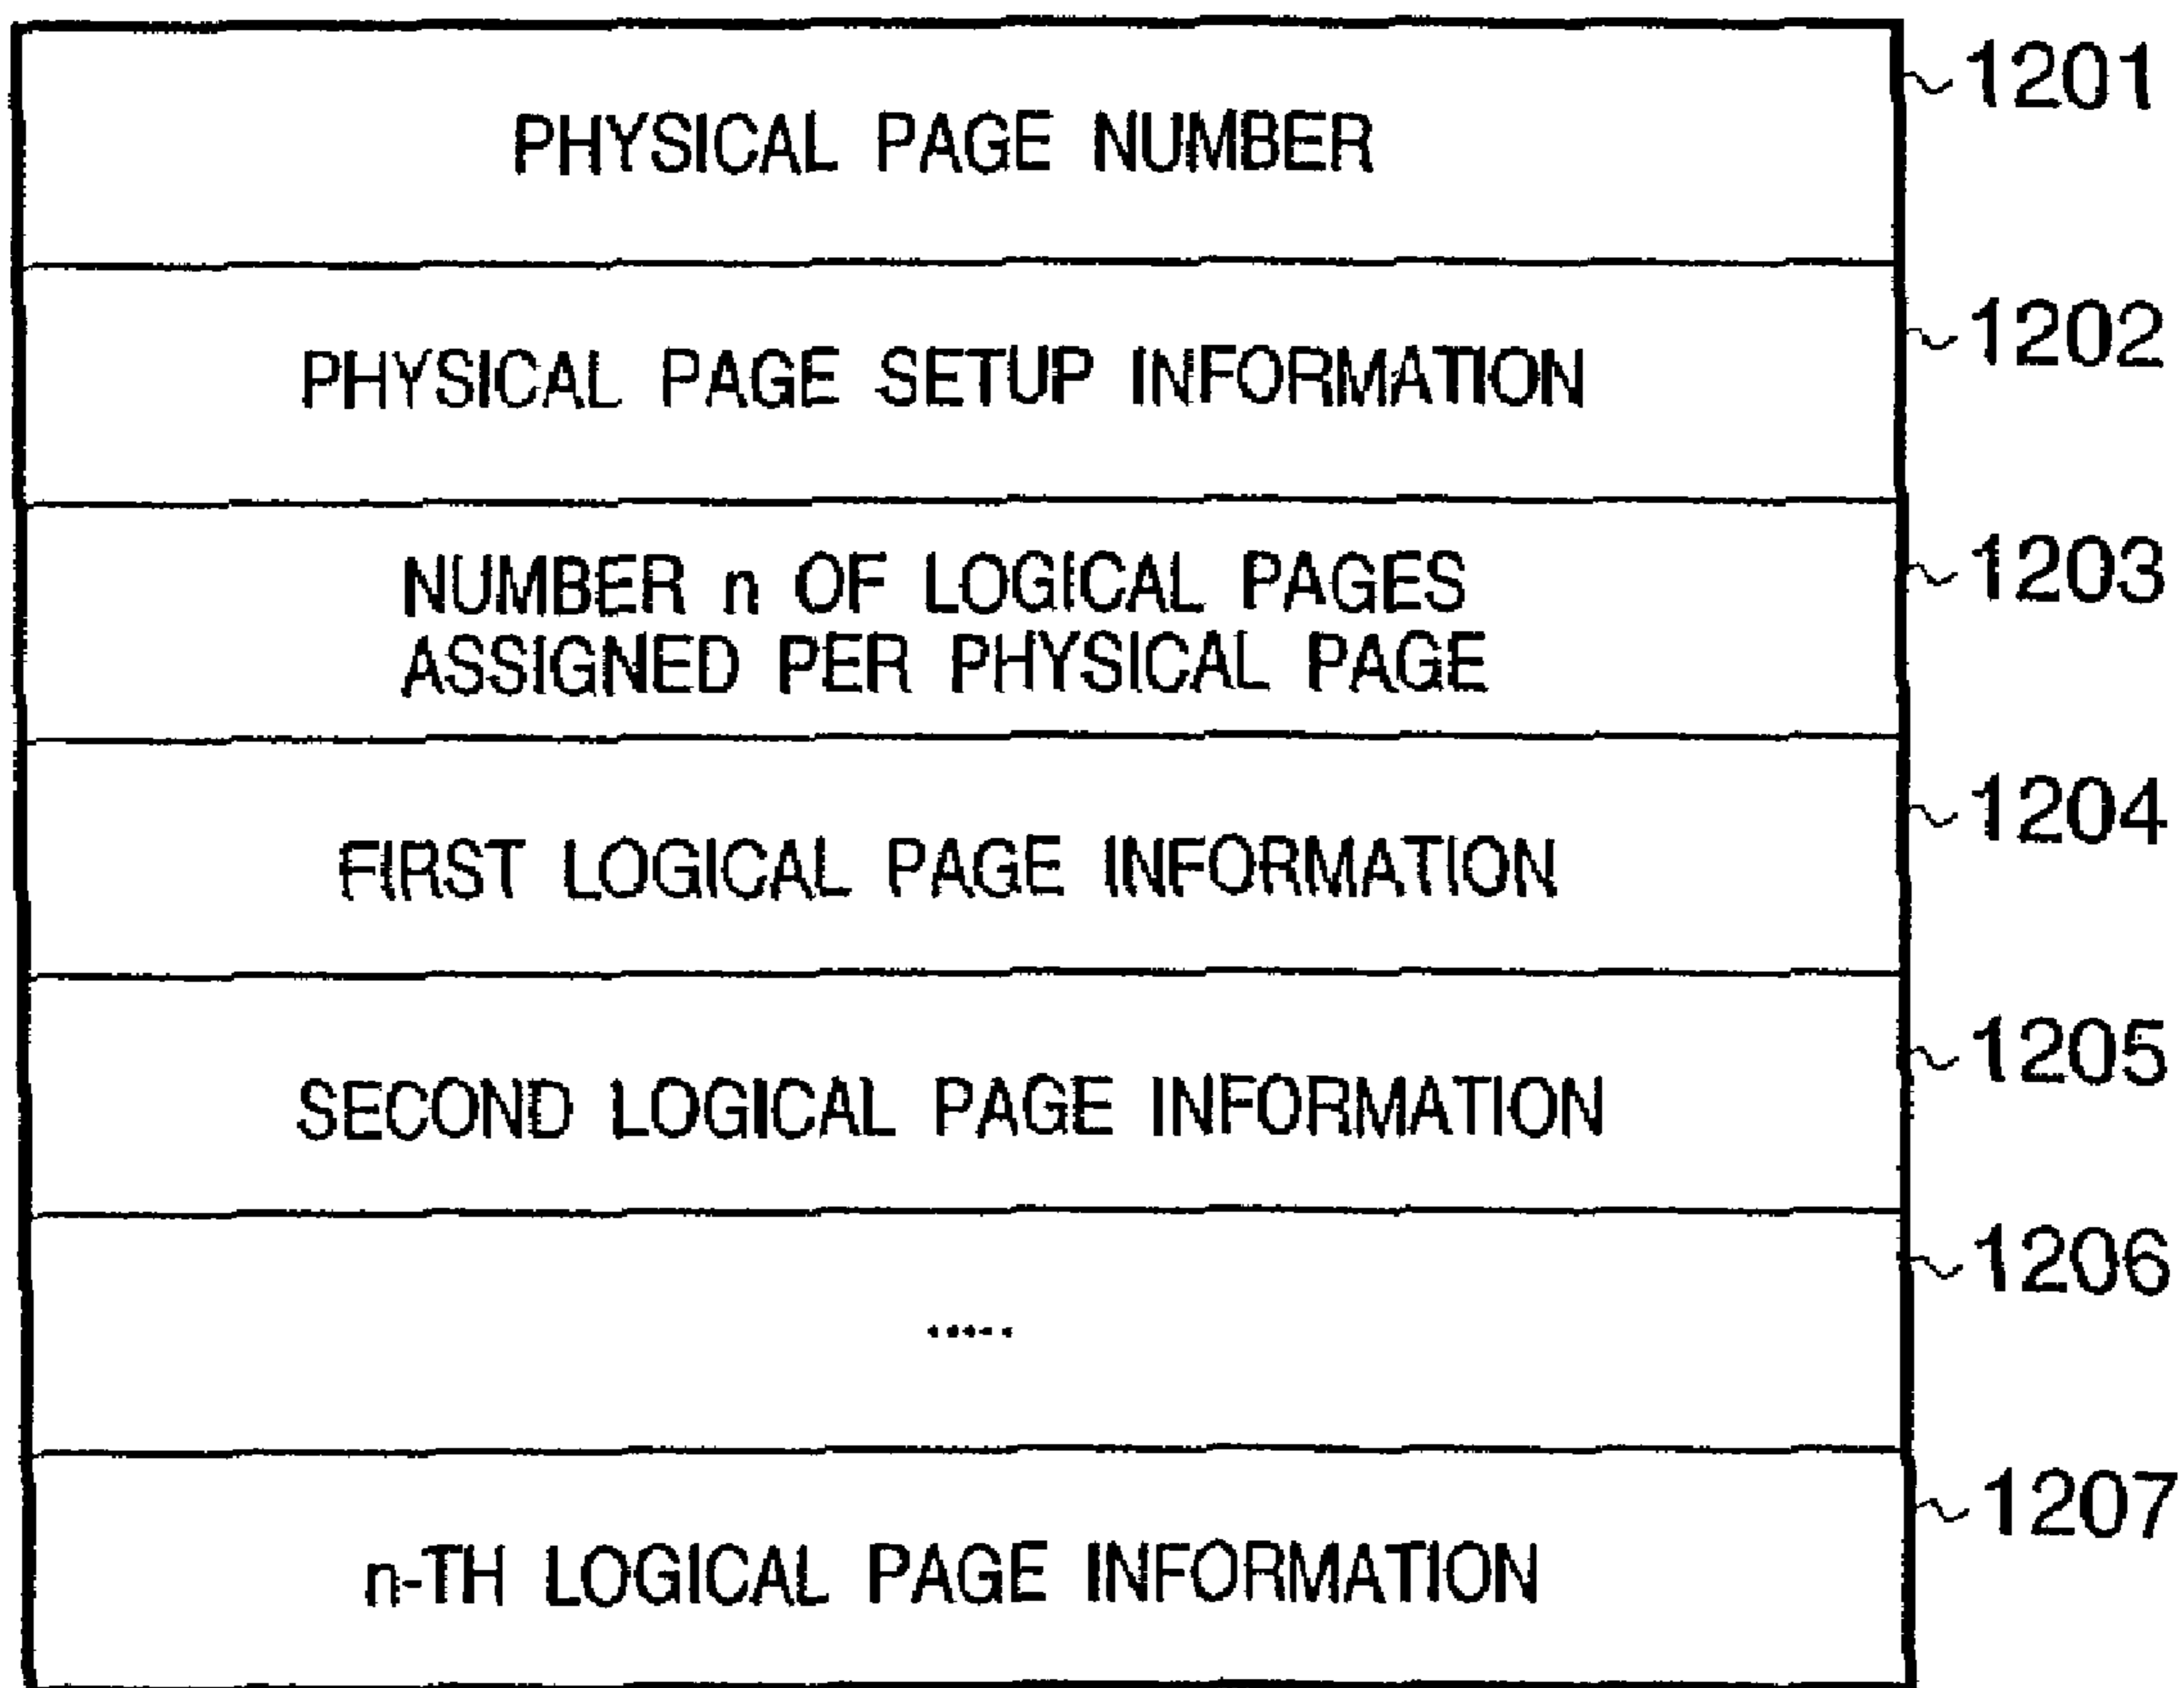 PHYSICAL PAGE NUMBER 1201
PHYSICAL PAGE SETUP INFORMATION 1202
NUMBER n OF LOGICAL PAGES 1203
ASSIGNED PER PHYSICAL PAGE
FIRST LOGICAL PAGE INFORMATION 1204
SECOND LOGICAL PAGE INFORMATION 1205
..... 1206
n-TH LOGICAL PAGE INFORMATION 1207